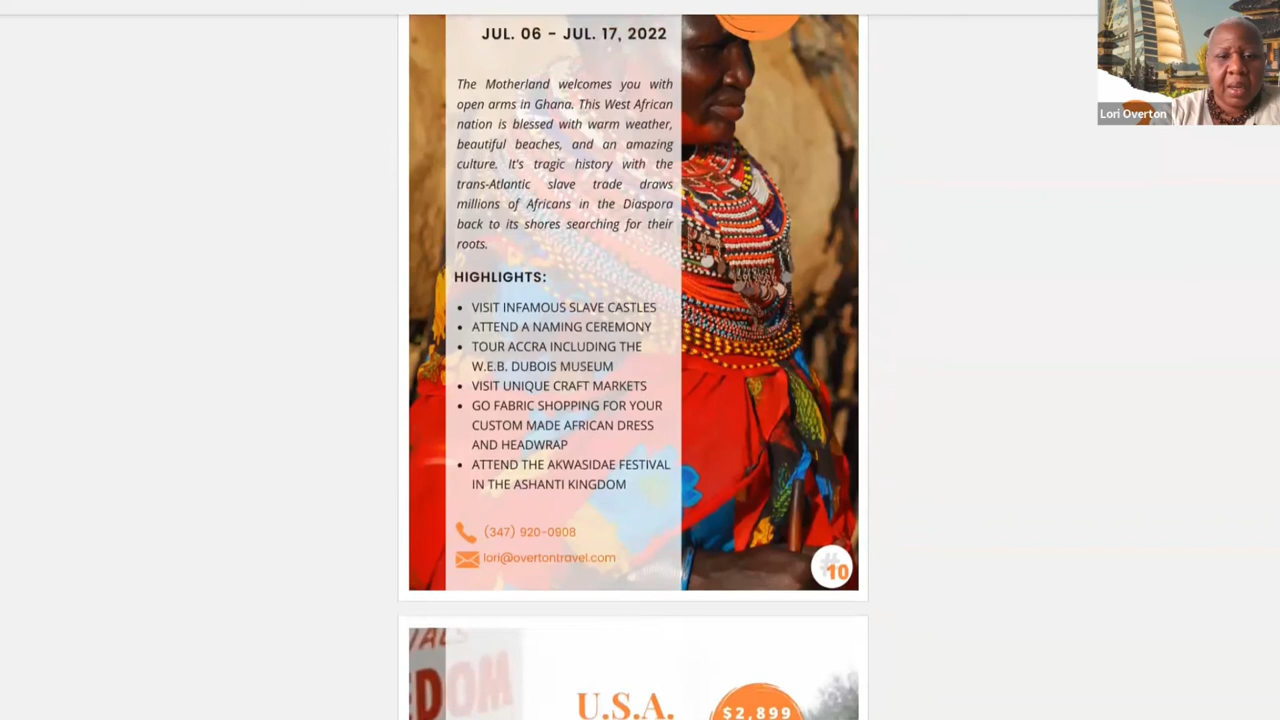 JUL. 06 - JUL. 17, 2022
The Motherland welcomes you with
open arms in Ghana. This West African
nation is blessed with warm weather,
beautiful beaches, and an amazing
culture. It's tragic history with the
trans-Atlantic slave trade draws
millions of Africans in the Diaspora
back to its shores searching for their
roots.
HIGHLIGHTS:
• VISIT INFAMOUS SLAVE CASTLES
• ATTEND A NAMING CEREMONY
• TOUR ACCRA INCLUDING THE
W.E.B. DUBOIS MUSEUM
• VISIT UNIQUE CRAFT MARKETS
• GO FABRIC SHOPPING FOR YOUR
CUSTOM MADE AFRICAN DRESS
AND HEADWRAP
• ATTEND THE AKWASIDAE FESTIVAL
IN THE ASHANTI KINGDOM
(347) 920-0908
lori@overtontravel.com
#10
Lori Overton
EDOM
U.S.A.
$2,899